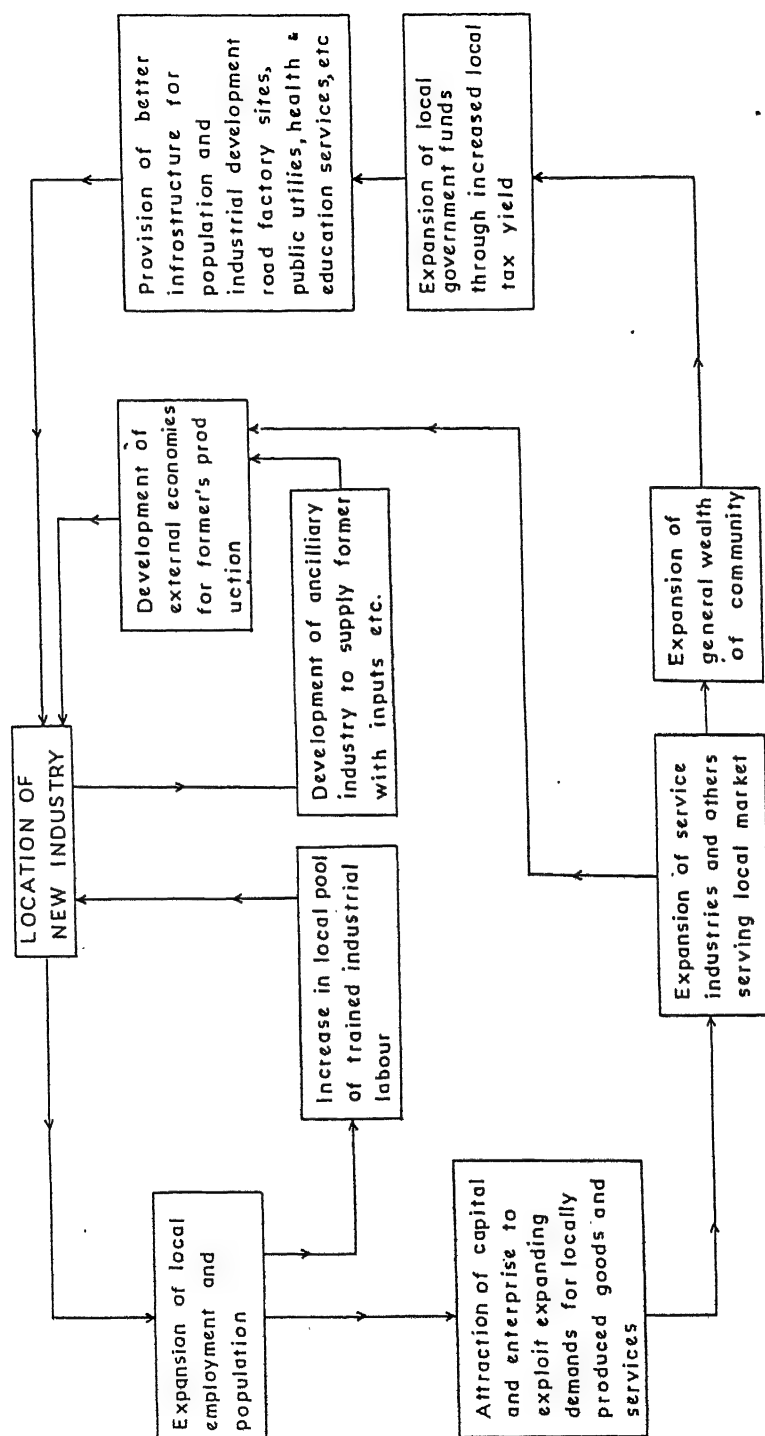 LOCATION OF
NEW INDUSTRY
Expansion of local
employment and
population
Increase in local pool
of trained industrial
labour
Development of ancilliary
industry to supply former
with inputs etc.
Development of
external economies
for former's prod
uction
Provision of better
infrostructure for
population and
industrial development
road factory sites,
public utilies, health &
education services, etc
Attraction of capital
and enterprise to
exploit expanding
demands for locally
produced goods and
services
Expansion of service
industries and others
serving local market
Expansion of
general wealth
of community
Expansion of local
government funds
through increased local
tax yield